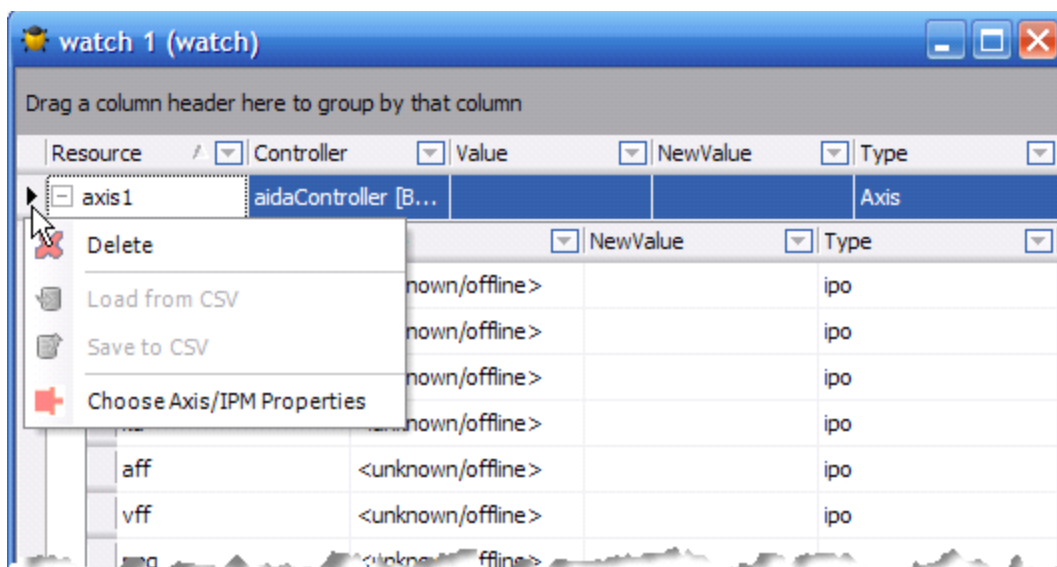 watch 1 (watch)
Drag a column header here to group by that column
Resource Controller Value NewValue Type
axis1 aidaController [B... Axis
Delete NewValue Type
nown/offline> ipo
Load from CSV
nown/offline> ipo
Save to CSV
nown/offline> ipo
Choose Axis/IPM Properties
nown/offline> ipo
aff <unknown/offline> ipo
vff <unknown/offline> ipo